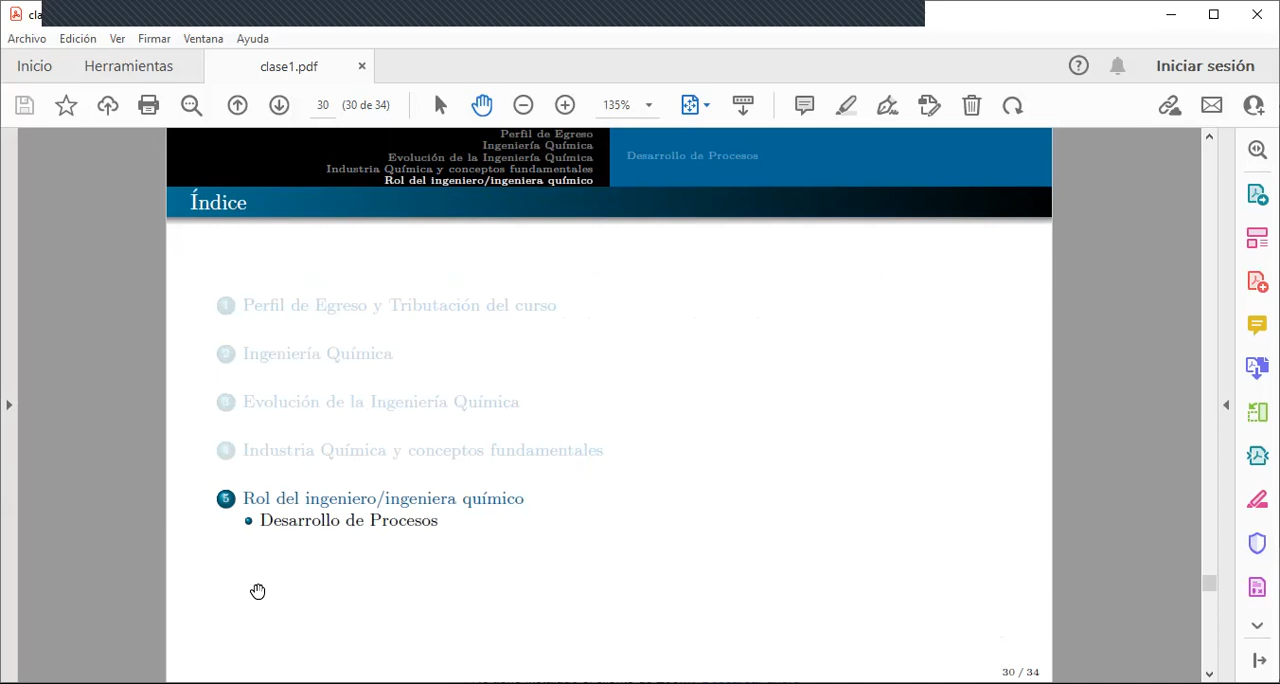 cla
Archivo Edición Ver Firmar Ventana Ayuda
Inicio Herramientas clase1.pdf × ? Iniciar sesión
30 (30 de 34) 135%
Perfil de Egreso
Ingeniería Química
Evolución de la Ingeniería Química
Industria Química y conceptos fundamentales
Rol del ingeniero/ingeniera químico
Desarrollo de Procesos
Índice
1 Perfil de Egreso y Tributación del curso
2 Ingeniería Química
3 Evolución de la Ingeniería Química
4 Industria Química y conceptos fundamentales
5 Rol del ingeniero/ingeniera químico
• Desarrollo de Procesos
30 / 34